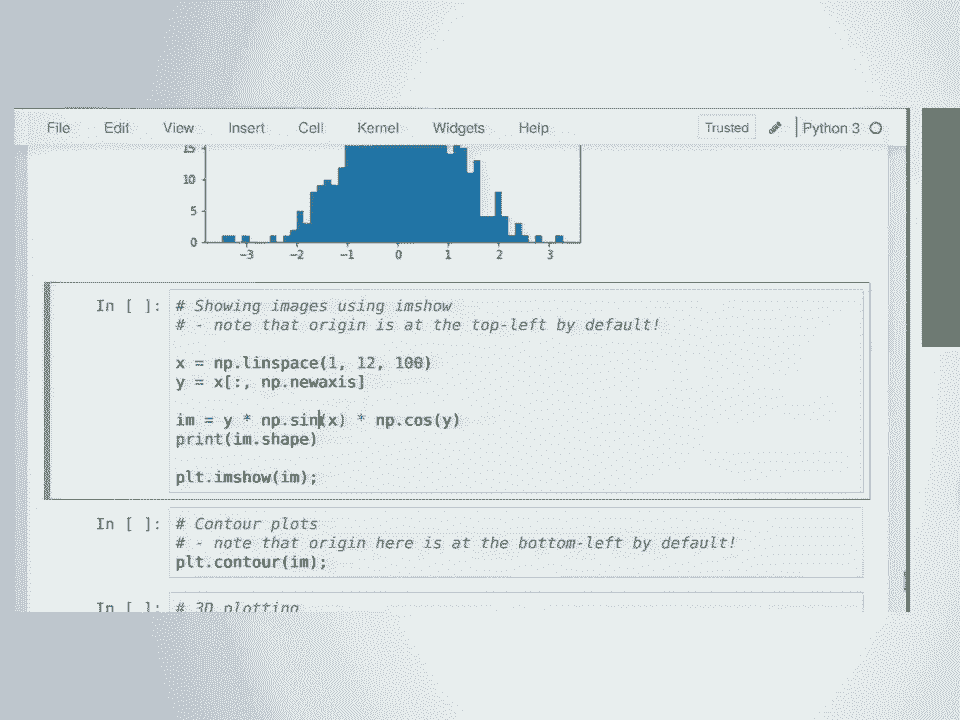 File Edit View Insert Cell Kernel Widgets Help Trusted Python 3
15
10
5
0
−3 −2 −1 0 1 2 3
In [ ]: # Showing images using imshow
# - note that origin is at the top-left by default!
x = np.linspace(1, 12, 100)
y = x[:, np.newaxis]
im = y * np.sin(x) * np.cos(y)
print(im.shape)
plt.imshow(im);
In [ ]: # Contour plots
# - note that origin here is at the bottom-left by default!
plt.contour(im);
In [ ]: # 3D plotting